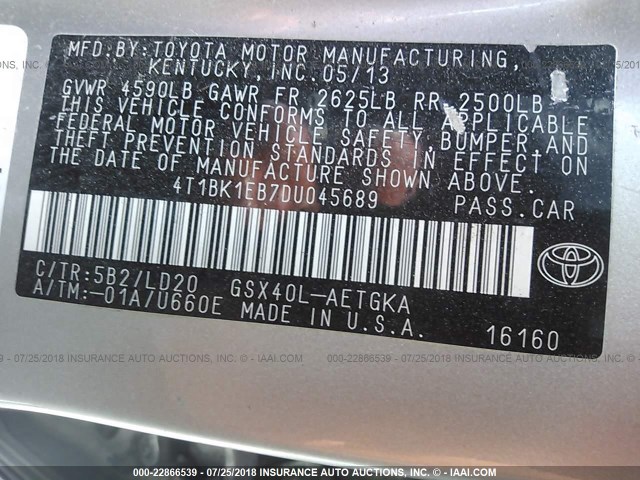 MFD.BY:TOYOTA MOTOR MANUFACTURING,
KENTUCKY,INC.05/13
GVWR 4590LB GAWR FR 2625LB RR 2500LB
THIS VEHICLE CONFORMS TO ALL APPLICABLE
FEDERAL MOTOR VEHICLE SAFETY,BUMPER,AND
THEFT PREVENTION STANDARDS IN EFFECT ON
THE DATE OF MANUFACTURE SHOWN ABOVE.
4T1BK1EB7DU045689 PASS.CAR
C/TR:5B2/LD20 GSX40L-AETGKA
A/TM:-01A/U660E MADE IN U.S.A. 16160
000-22866539 - 07/25/2018 - INSURANCE AUTO AUCTIONS - © IAAI.COM